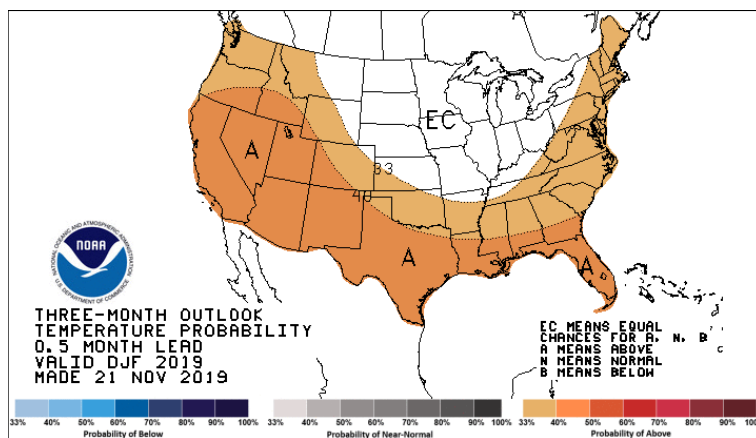 EC
A
33
40
A
A
NATIONAL OCEANIC AND ATMOSPHERIC ADMINISTRATION
NOAA
U.S. DEPARTMENT OF COMMERCE
THREE-MONTH OUTLOOK
TEMPERATURE PROBABILITY
0.5 MONTH LEAD
VALID DJF 2019
MADE 21 NOV 2019
EC MEANS EQUAL
CHANCES FOR A, N, B
A MEANS ABOVE
N MEANS NORMAL
B MEANS BELOW
33% 40% 50% 60% 70% 80% 90% 100%
Probability of Below
33% 40% 50% 60% 70% 80% 90% 100%
Probability of Near-Normal
33% 40% 50% 60% 70% 80% 90% 100%
Probability of Above